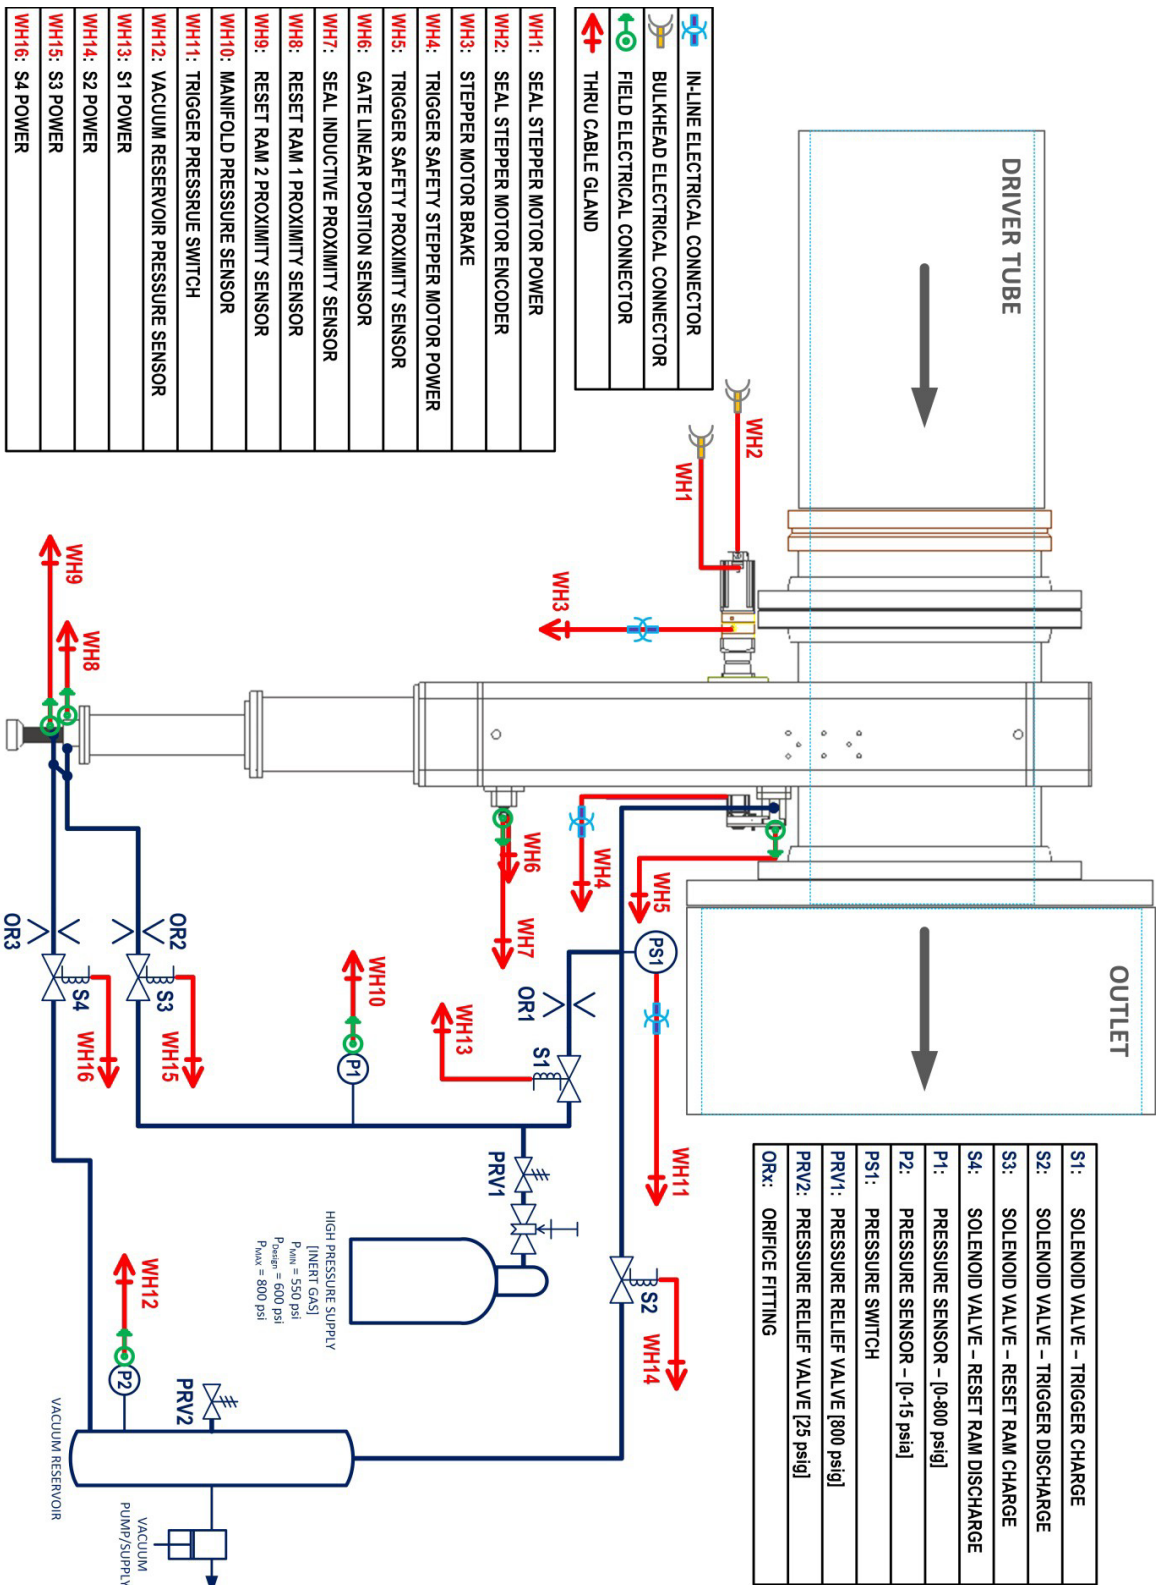 DRIVER TUBE
OUTLET
IN-LINE ELECTRICAL CONNECTOR
BULKHEAD ELECTRICAL CONNECTOR
FIELD ELECTRICAL CONNECTOR
THRU CABLE GLAND
WH1: SEAL STEPPER MOTOR POWER
WH2: SEAL STEPPER MOTOR ENCODER
WH3: STEPPER MOTOR BRAKE
WH4: TRIGGER SAFETY STEPPER MOTOR POWER
WH5: TRIGGER SAFETY PROXIMITY SENSOR
WH6: GATE LINEAR POSITION SENSOR
WH7: SEAL INDUCTIVE PROXIMITY SENSOR
WH8: RESET RAM 1 PROXIMITY SENSOR
WH9: RESET RAM 2 PROXIMITY SENSOR
WH10: MANIFOLD PRESSURE SENSOR
WH11: TRIGGER PRESSRUE SWITCH
WH12: VACUUM RESERVOIR PRESSURE SENSOR
WH13: S1 POWER
WH14: S2 POWER
WH15: S3 POWER
WH16: S4 POWER
S1: SOLENOID VALVE – TRIGGER CHARGE
S2: SOLENOID VALVE – TRIGGER DISCHARGE
S3: SOLENOID VALVE – RESET RAM CHARGE
S4: SOLENOID VALVE – RESET RAM DISCHARGE
P1: PRESSURE SENSOR – [0-800 psig]
P2: PRESSURE SENSOR – [0-15 psia]
PS1: PRESSURE SWITCH
PRV1: PRESSURE RELIEF VALVE [800 psig]
PRV2: PRESSURE RELIEF VALVE [25 psig]
ORx: ORIFICE FITTING
WH2
WH1
WH3
WH9
WH8
WH6
WH7
WH4
WH5
PS1
WH11
OR1
S1
WH13
WH10
P1
OR2
S3
WH15
OR3
S4
WH16
S2
WH14
PRV1
HIGH PRESSURE SUPPLY
[INERT GAS]
PMIN = 550 psi
PDesign = 600 psi
PMAX = 800 psi
WH12
P2
PRV2
VACUUM RESERVOIR
VACUUM
PUMP/SUPPLY